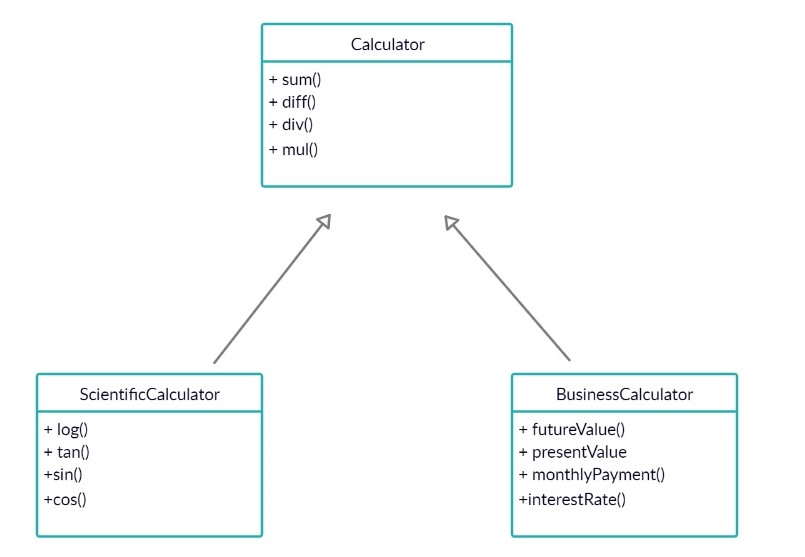 Calculator
+ sum()
+ diff()
+ div()
+ mul()
ScientificCalculator
+ log()
+ tan()
+sin()
+cos()
BusinessCalculator
+ futureValue()
+ presentValue
+ monthlyPayment()
+interestRate()